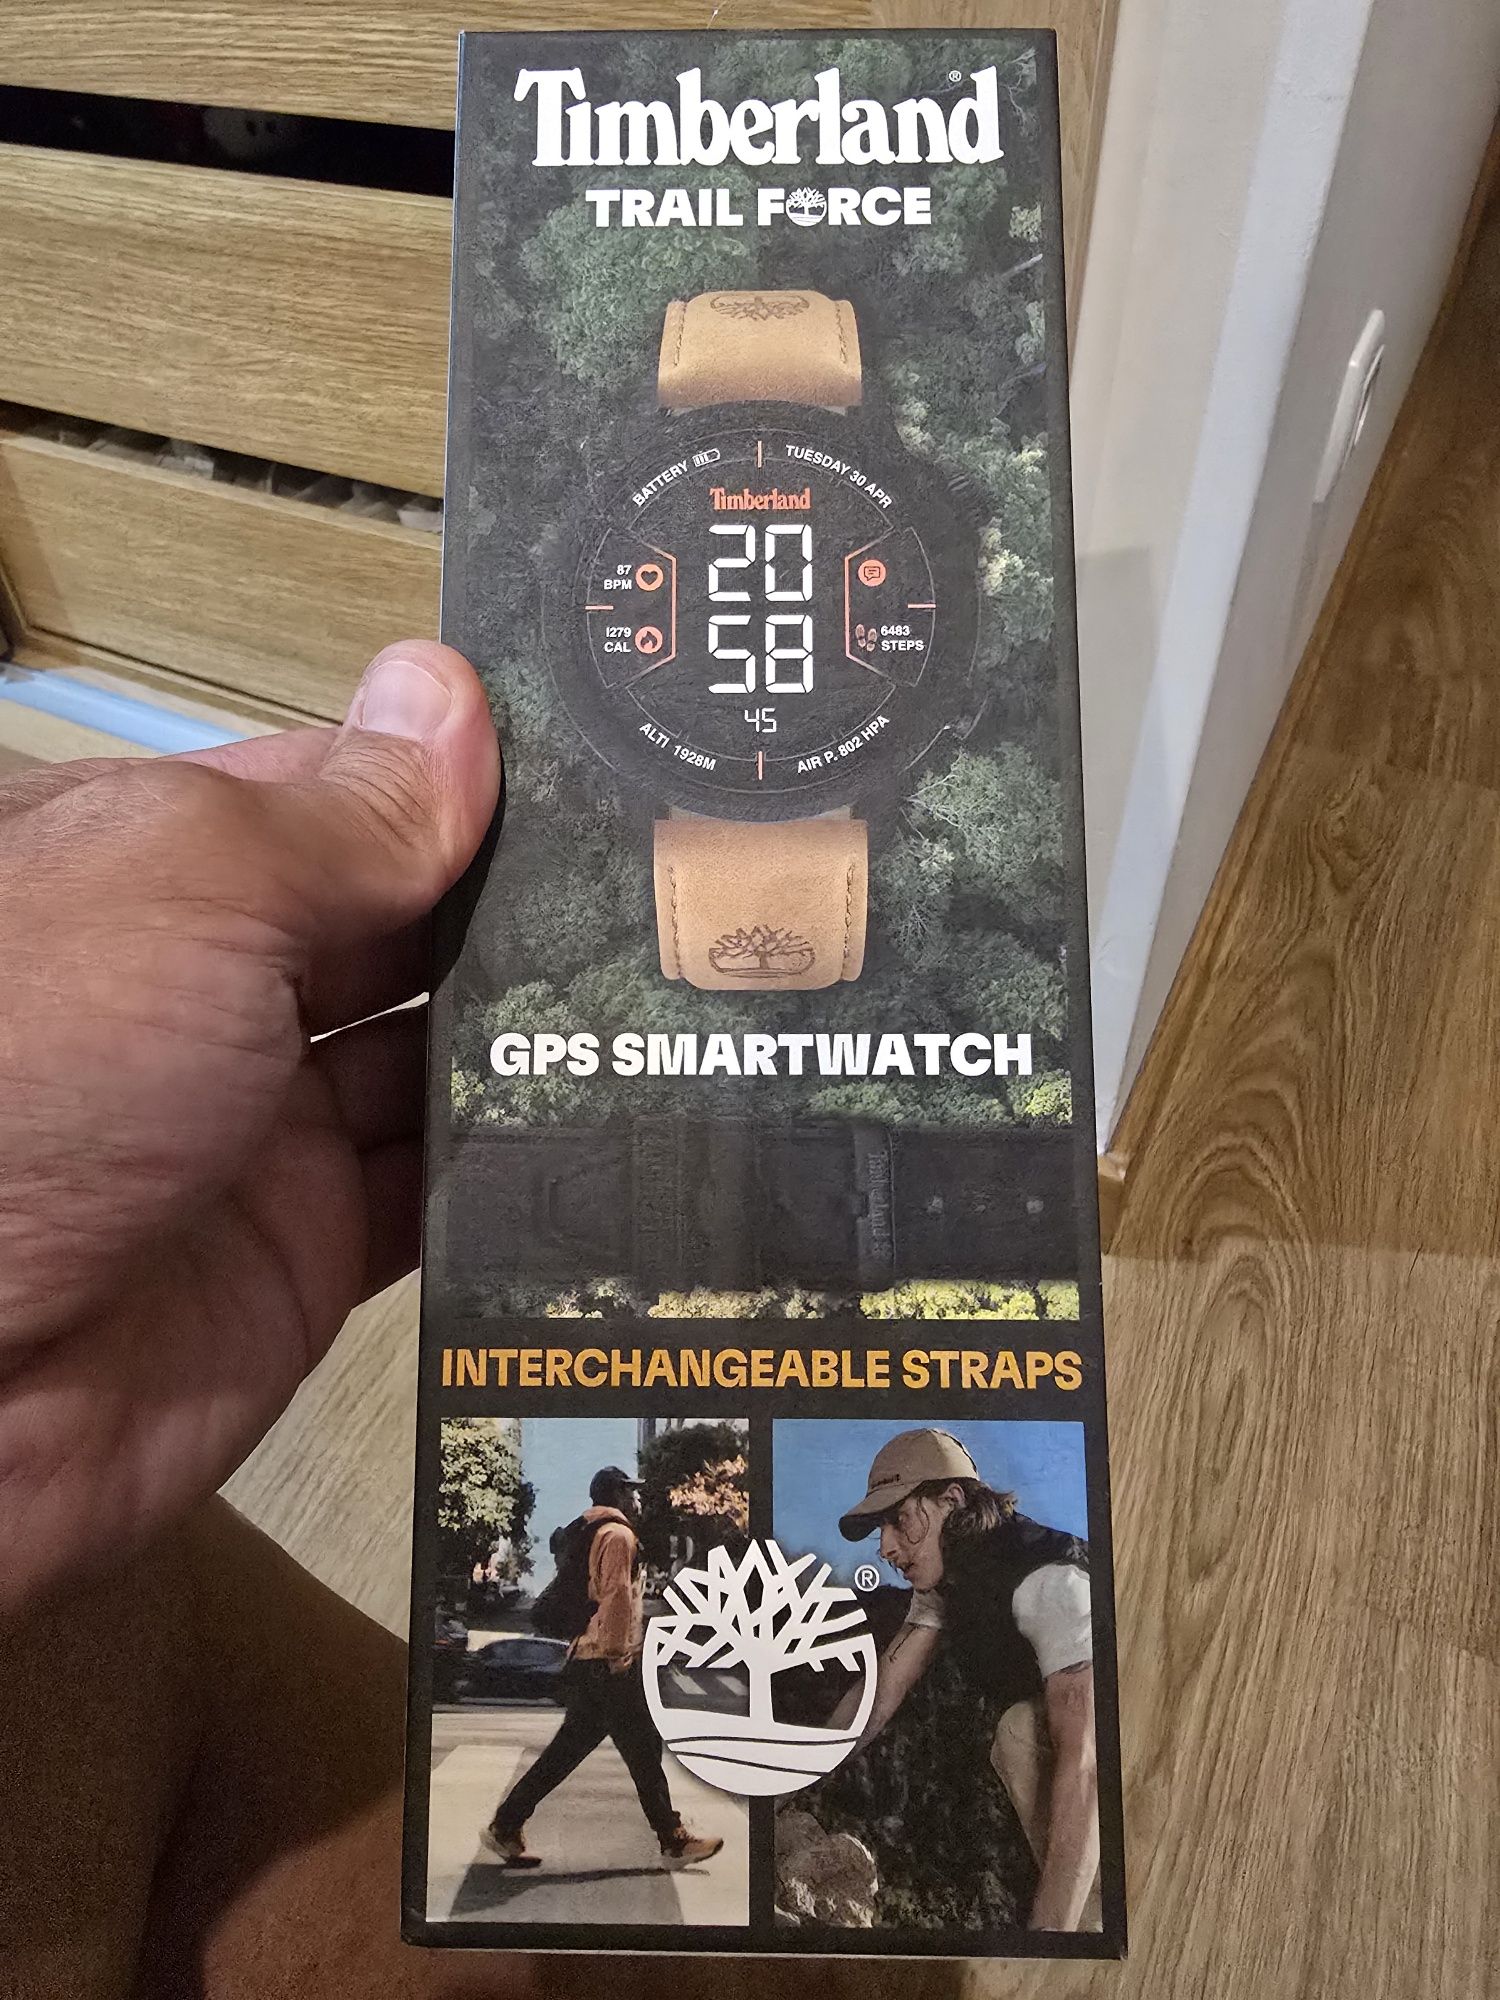 Timberland®
TRAIL FORCE
BATTERY
TUESDAY 30 APR
Timberland
20
58
45
87
BPM
1279
CAL
6483
STEPS
ALTI 1928M
AIR P. 802 HPA
GPS SMARTWATCH
INTERCHANGEABLE STRAPS
®